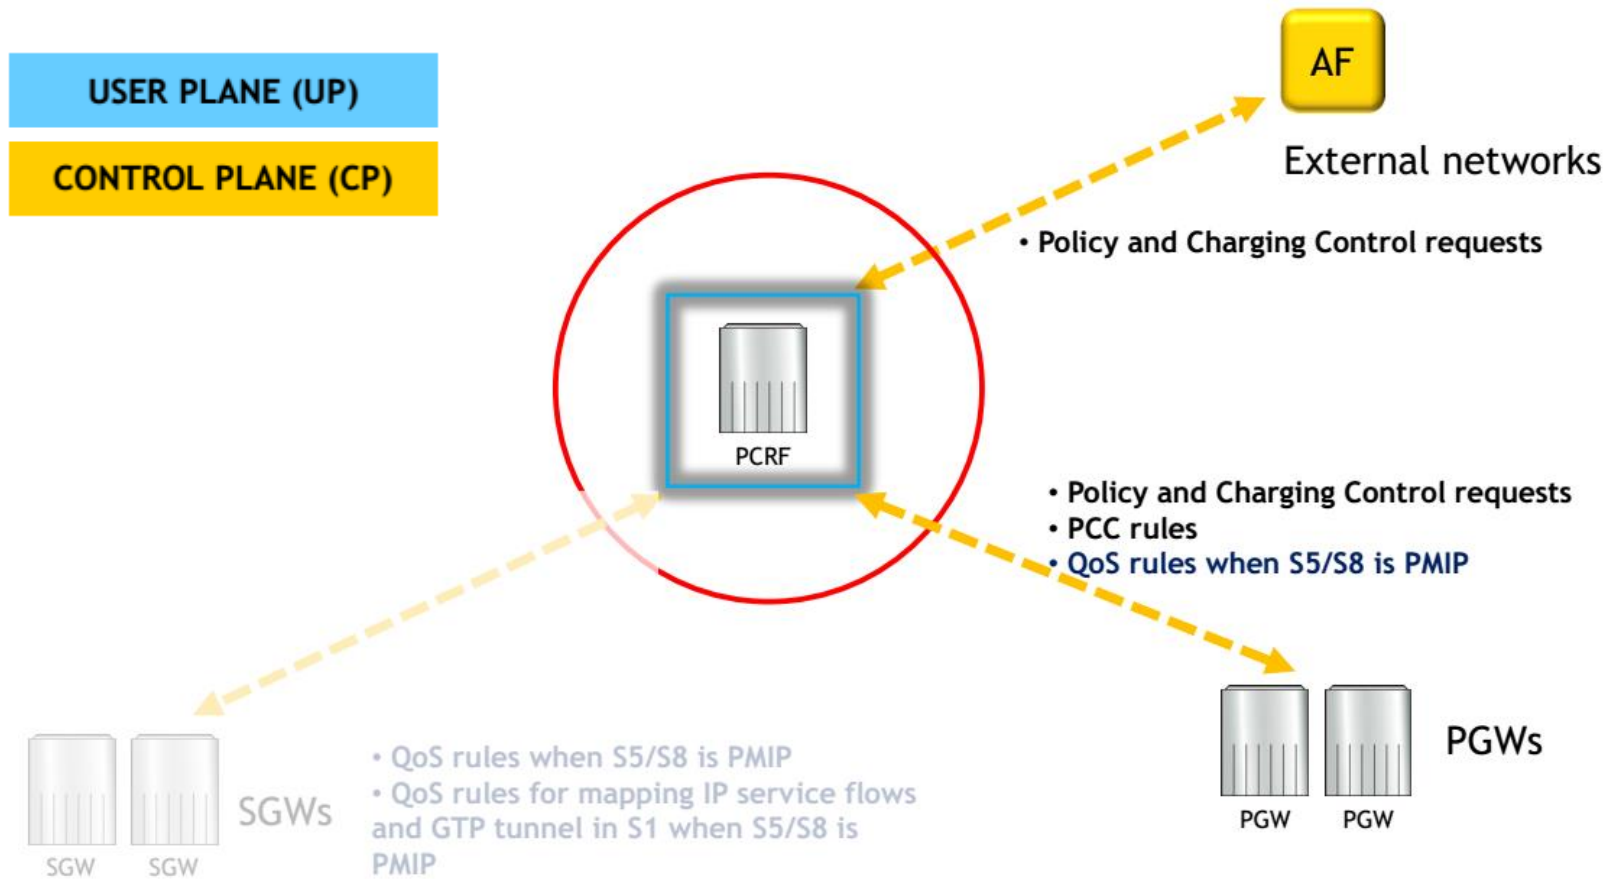 USER PLANE (UP)
CONTROL PLANE (CP)
AF
External networks
• Policy and Charging Control requests
PCRF
• Policy and Charging Control requests
• PCC rules
• QoS rules when S5/S8 is PMIP
PGWs
PGW PGW
SGWs
SGW SGW
• QoS rules when S5/S8 is PMIP
• QoS rules for mapping IP service flows
and GTP tunnel in S1 when S5/S8 is
PMIP